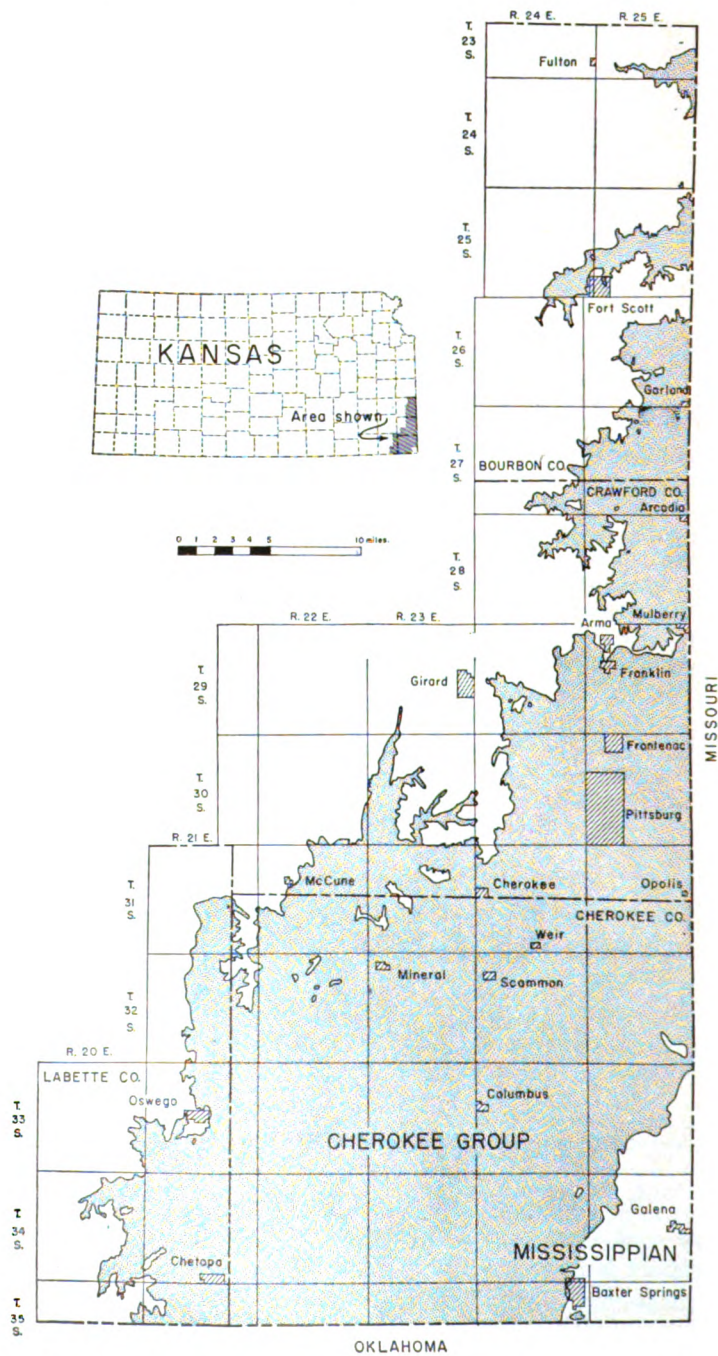 R. 24 E. R. 25 E.
T. 23 S.
Fulton
T. 24 S.
T. 25 S.
Fort Scott
KANSAS
Area shown
T. 26 S.
Garland
T. 27 S.
BOURBON CO.
CRAWFORD CO.
Arcadia
0 1 2 3 4 5 10 miles.
T. 28 S.
R. 22 E. R. 23 E.
Arma
Mulberry
T. 29 S.
Girard
Franklin
MISSOURI
Frontenac
T. 30 S.
Pittsburg
R. 21 E.
T. 31 S.
McCune
Cherokee
Opolis
CHEROKEE CO.
Weir
Mineral
Scammon
T. 32 S.
R. 20 E.
LABETTE CO.
Oswego
T. 33 S.
Columbus
CHEROKEE GROUP
T. 34 S.
Galena
MISSISSIPPIAN
Chetopa
Baxter Springs
T. 35 S.
OKLAHOMA